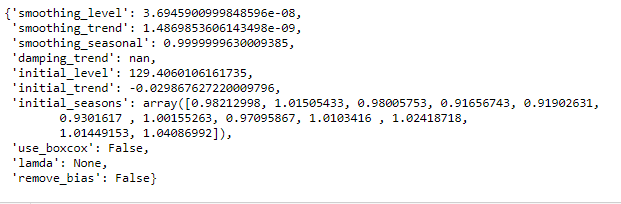 {'smoothing_level': 3.6945900999848596e-08,
'smoothing_trend': 1.4869853606143498e-09,
'smoothing_seasonal': 0.9999999630009385,
'damping_trend': nan,
'initial_level': 129.4060106161735,
'initial_trend': -0.029867627220009796,
'initial_seasons': array([0.98212998, 1.01505433, 0.98005753, 0.91656743, 0.91902631,
0.9301617 , 1.00155263, 0.97095867, 1.0103416 , 1.02418718,
1.01449153, 1.04086992]),
'use_boxcox': False,
'lamda': None,
'remove_bias': False}